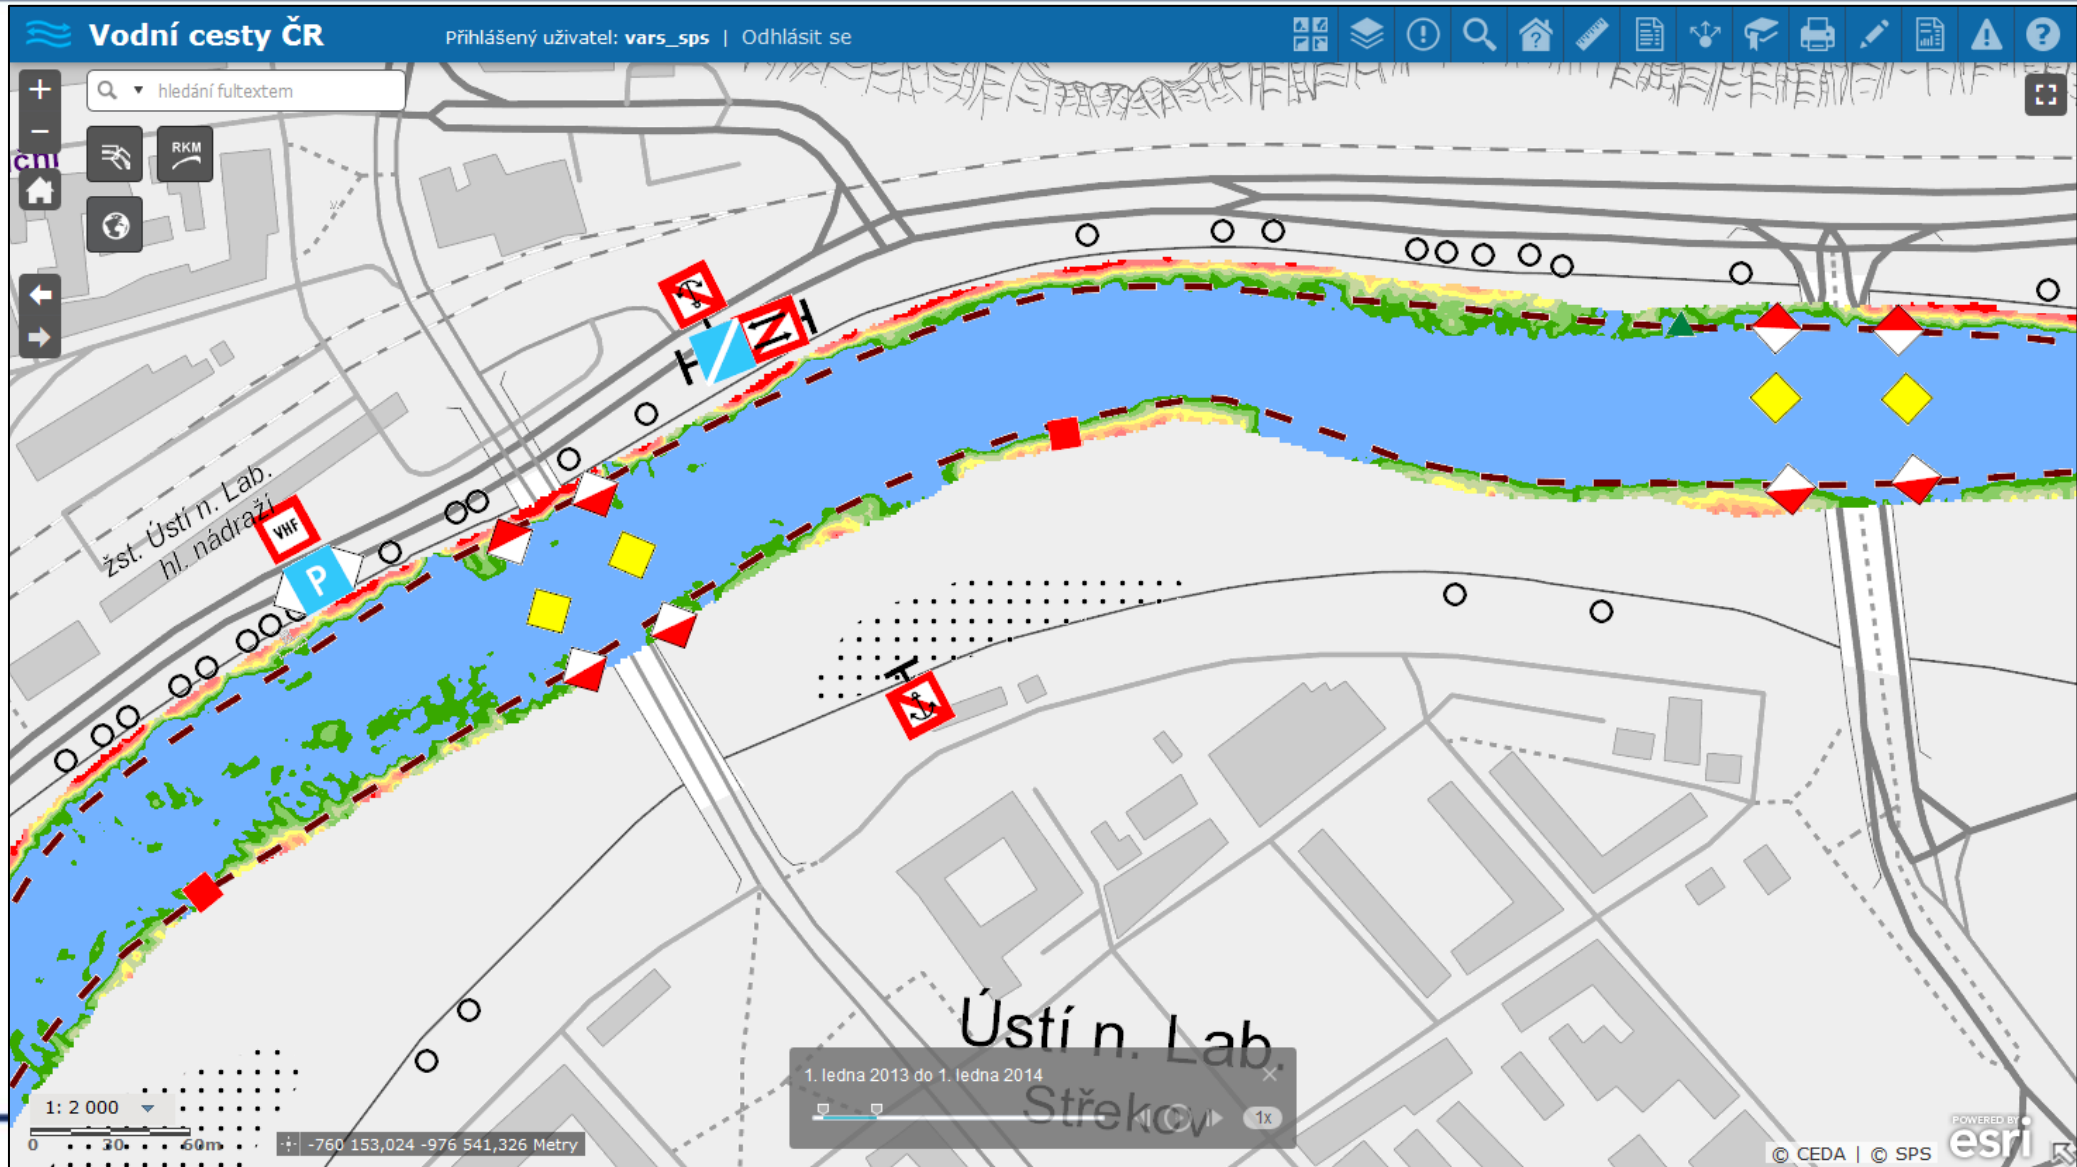 Vodní cesty ČR
Přihlášený uživatel: vars_sps | Odhlásit se
hledání fultextem
RKM
ční
žst. Ústí n. Lab.
hl. nádraží
VHF
P
Ústí n. Lab.
Střekov
1. ledna 2013 do 1. ledna 2014
1x
1: 2 000
0 30 60m
-760 153,024 -976 541,326 Metry
POWERED BY
esri
© CEDA | © SPS